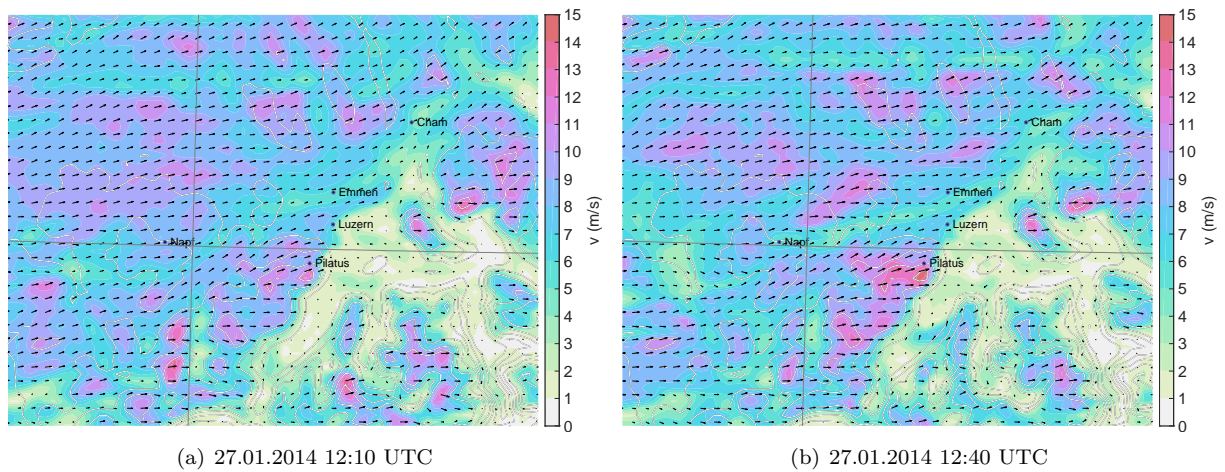 15
14
13
12
11
10
9
8
7
6
5
4
3
2
1
0
v (m/s)
Cham
Emmen
Luzern
Napf
Pilatus
(a) 27.01.2014 12:10 UTC
15
14
13
12
11
10
9
8
7
6
5
4
3
2
1
0
v (m/s)
Cham
Emmen
Luzern
Napf
Pilatus
(b) 27.01.2014 12:40 UTC